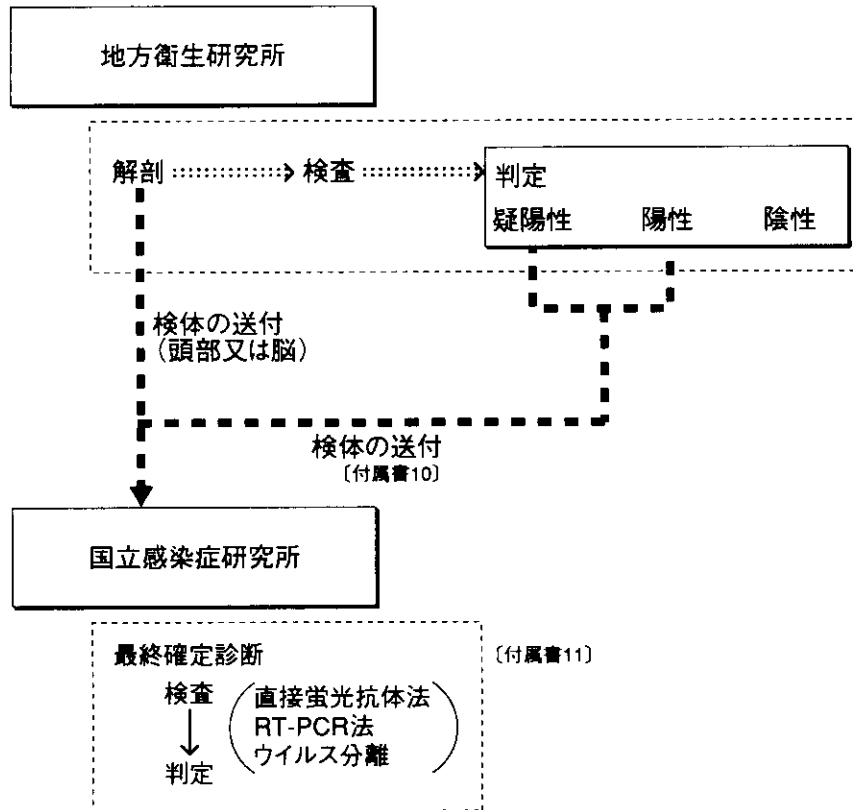 地方衛生研究所
解剖 検査 判定
疑陽性 陽性 陰性
検体の送付
（頭部又は脳）
検体の送付
〔付属書10〕
国立感染症研究所
最終確定診断
〔付属書11〕
検査
直接蛍光抗体法
RT-PCR法
ウイルス分離
判定